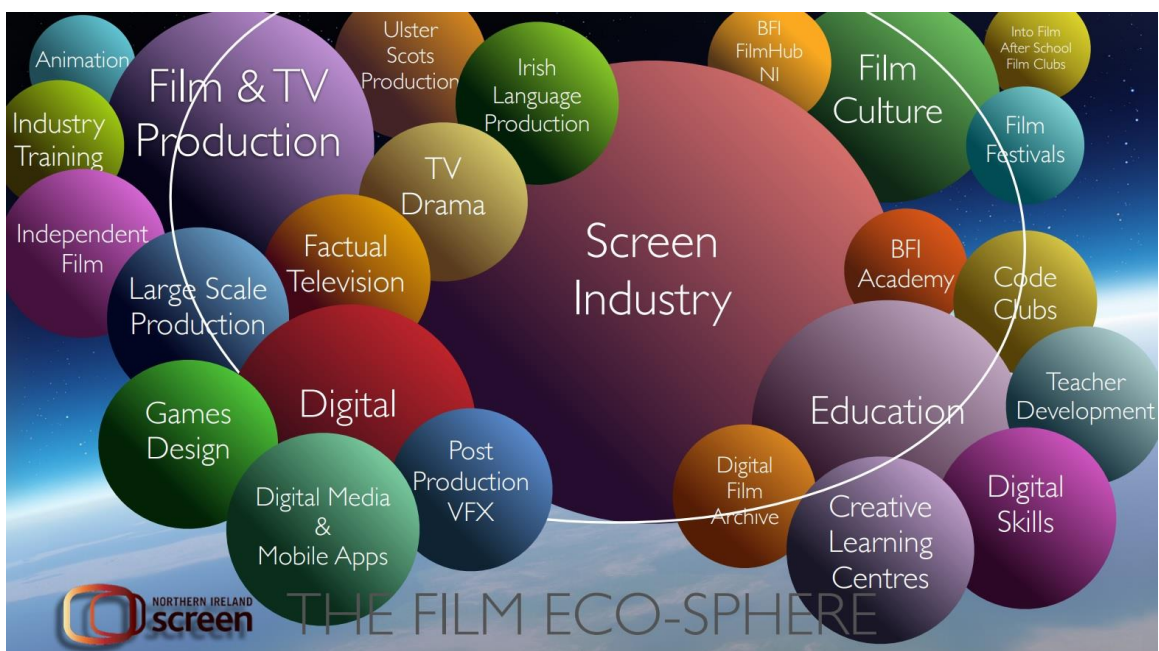 Animation
Film & TV
Production
Ulster
Scots
Production
Irish
Language
Production
BFI
FilmHub
NI
Film
Culture
Into Film
After School
Film Clubs
Industry
Training
Film
Festivals
TV
Drama
Independent
Film
Factual
Television
Large Scale
Production
Screen
Industry
BFI
Academy
Code
Clubs
Games
Design
Digital
Education
Teacher
Development
Digital Media
&
Mobile Apps
Post
Production
VFX
Digital
Film
Archive
Creative
Learning
Centres
Digital
Skills
NORTHERN IRELAND
screen
THE FILM ECO-SPHERE